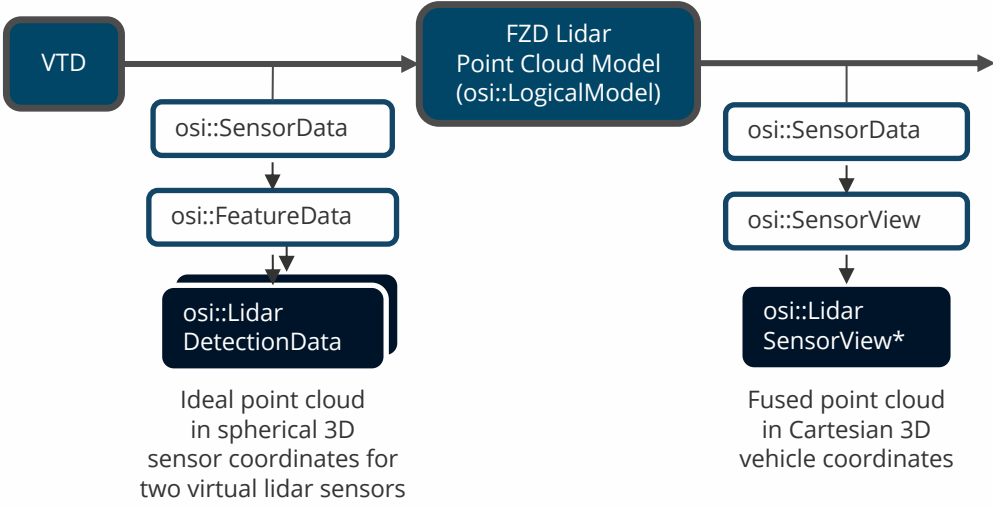 VTD
FZD Lidar
Point Cloud Model
(osi::LogicalModel)
osi::SensorData
osi::FeatureData
osi::Lidar
DetectionData
Ideal point cloud
in spherical 3D
sensor coordinates for
two virtual lidar sensors
osi::SensorData
osi::SensorView
osi::Lidar
SensorView*
Fused point cloud
in Cartesian 3D
vehicle coordinates